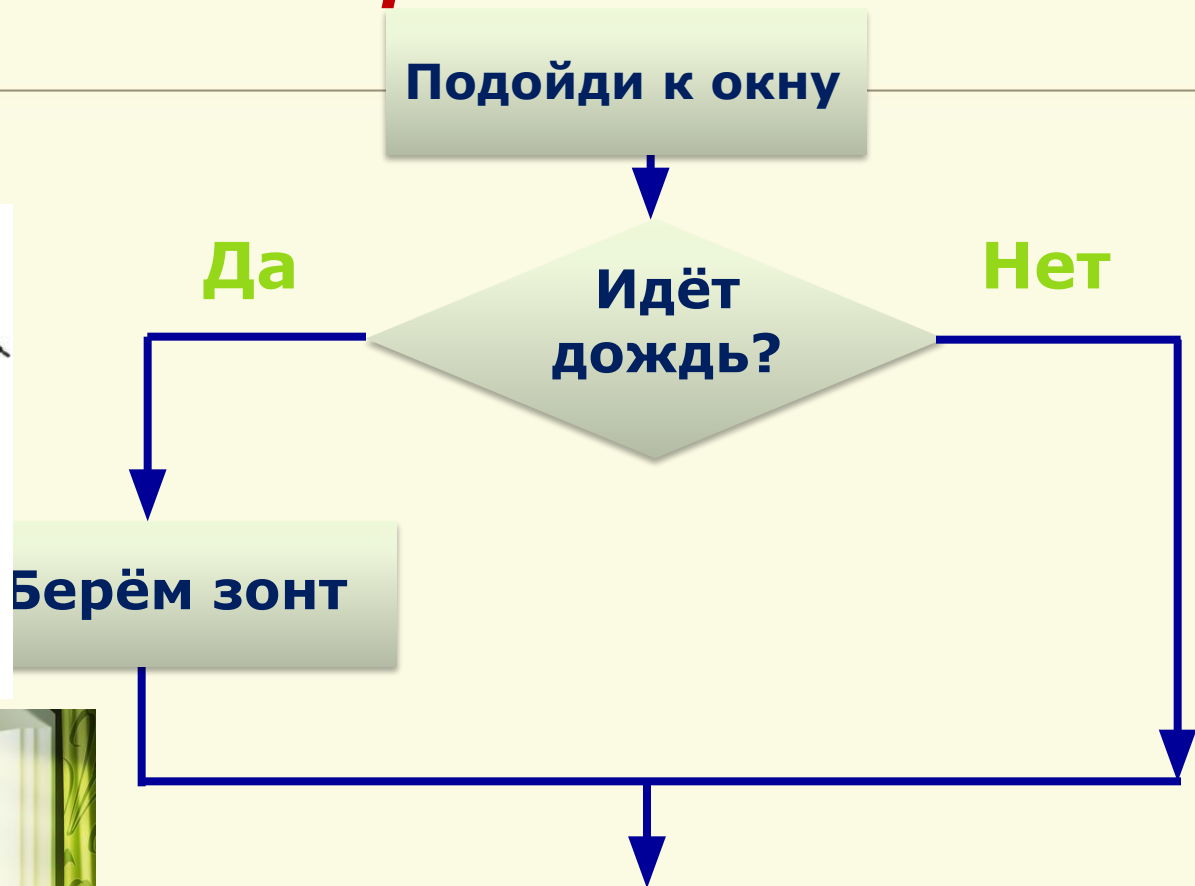 Подойди к окну
Да
Нет
Идёт
дождь?
Берём зонт